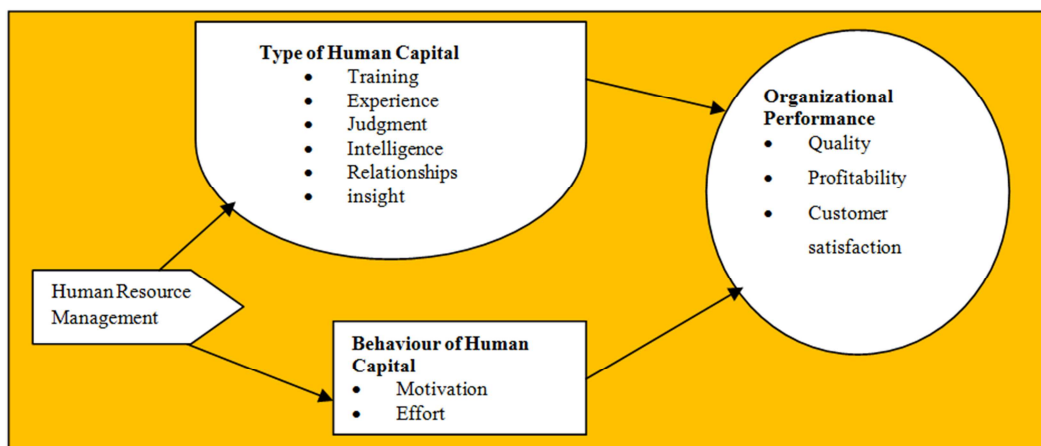 Type of Human Capital
• Training
• Experience
• Judgment
• Intelligence
• Relationships
• insight
Organizational
Performance
• Quality
• Profitability
• Customer
satisfaction
Human Resource
Management
Behaviour of Human
Capital
• Motivation
• Effort